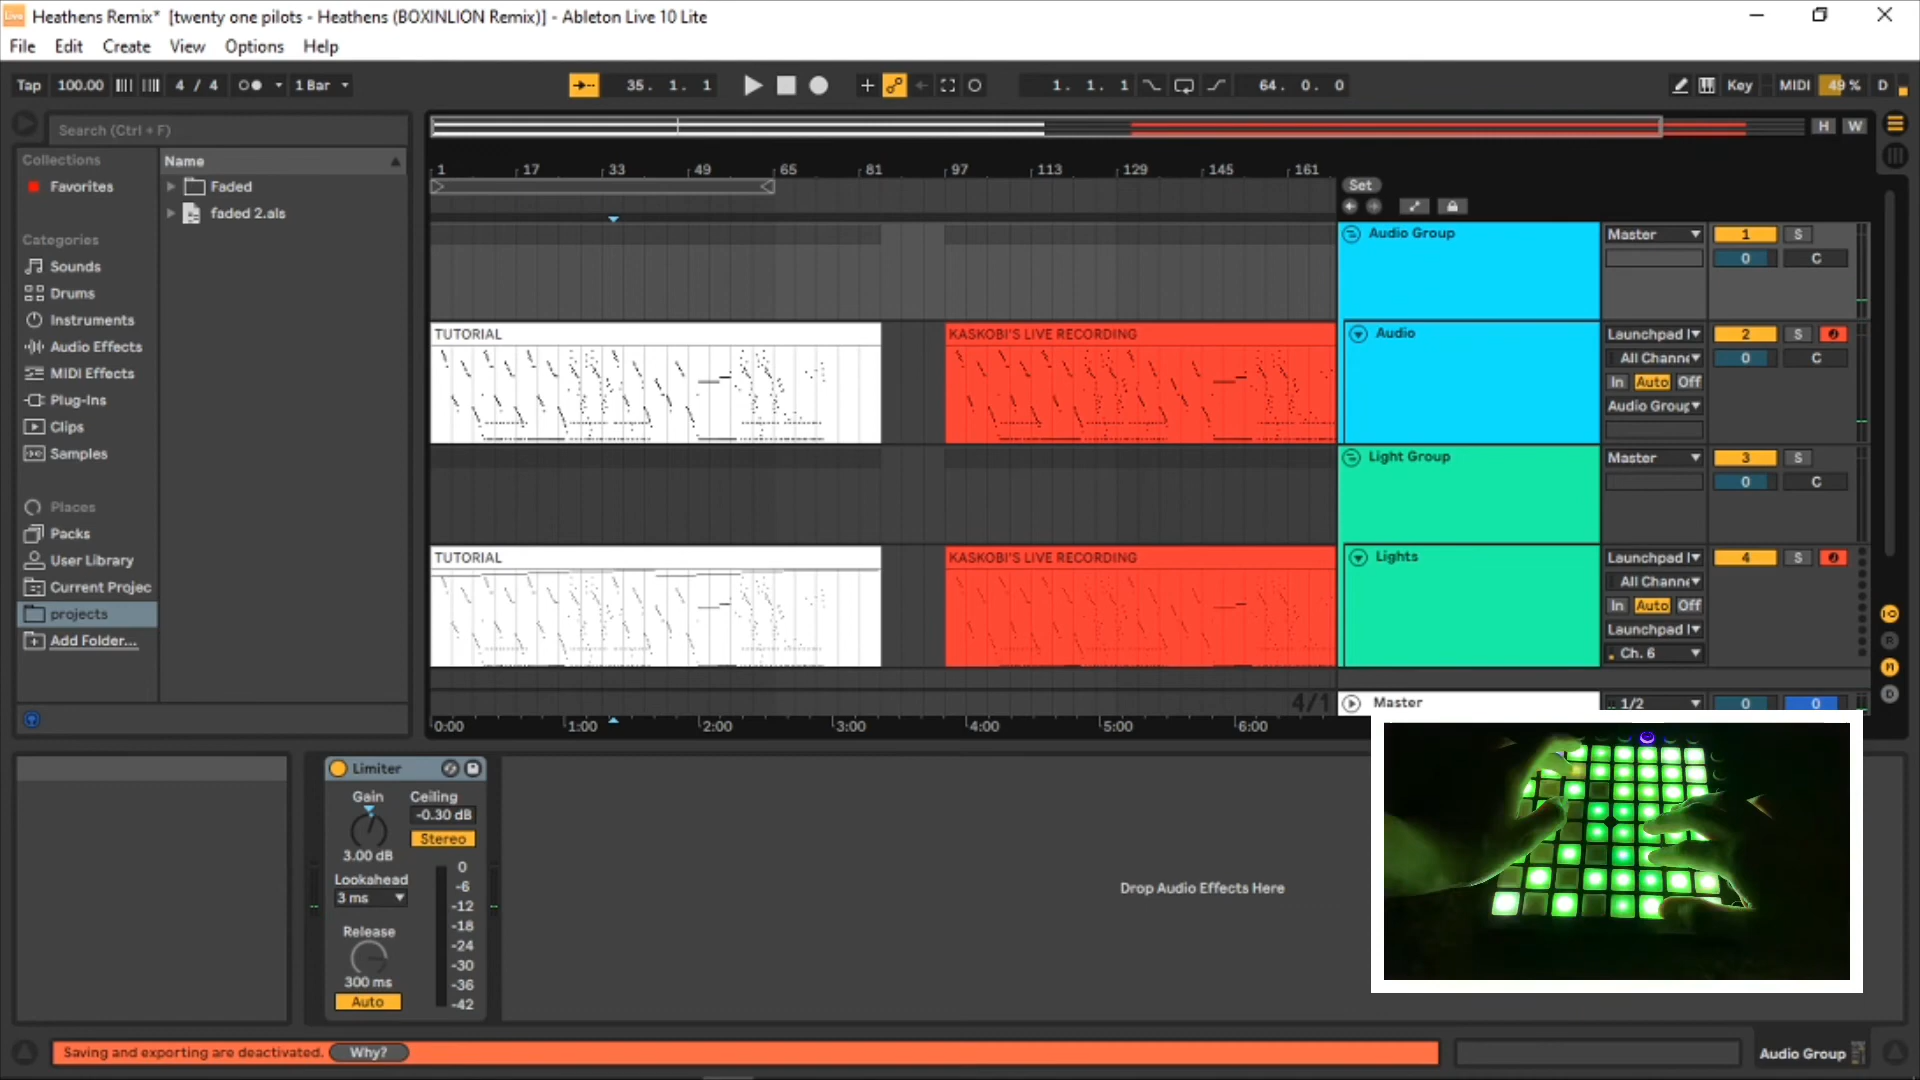 Live Heathens Remix* [twenty one pilots - Heathens (BOXINLION Remix)] - Ableton Live 10 Lite
File Edit Create View Options Help
Tap 100.00 4 / 4 1 Bar 35. 1. 1 1. 1. 1 64. 0. 0 Key MIDI 49 % D
Search (Ctrl + F)
H W
Collections
Favorites
Categories
Sounds
Drums
Instruments
Audio Effects
MIDI Effects
Plug-Ins
Clips
Samples
Places
Packs
User Library
Current Projec
projects
Add Folder...
Name
Faded
faded 2.als
1 17 33 49 65 81 97 113 129 145 161
Set
Audio Group Master 1 S
0 C
TUTORIAL KASKOBI'S LIVE RECORDING
Audio Launchpad 2 S
All Channe 0 C
In Auto Off
Audio Group
Light Group Master 3 S
0 C
TUTORIAL KASKOBI'S LIVE RECORDING
Lights Launchpad 4 S
All Channe
In Auto Off
Launchpad
Ch. 6
4/1
Master 1/2 0 0
0:00 1:00 2:00 3:00 4:00 5:00 6:00
I-O
R
M
D
Limiter
Gain Ceiling
-0.30 dB
Stereo
3.00 dB
Lookahead
3 ms
Release
300 ms
Auto
0
-6
-12
-18
-24
-30
-36
-42
Drop Audio Effects Here
Saving and exporting are deactivated. Why?
Audio Group